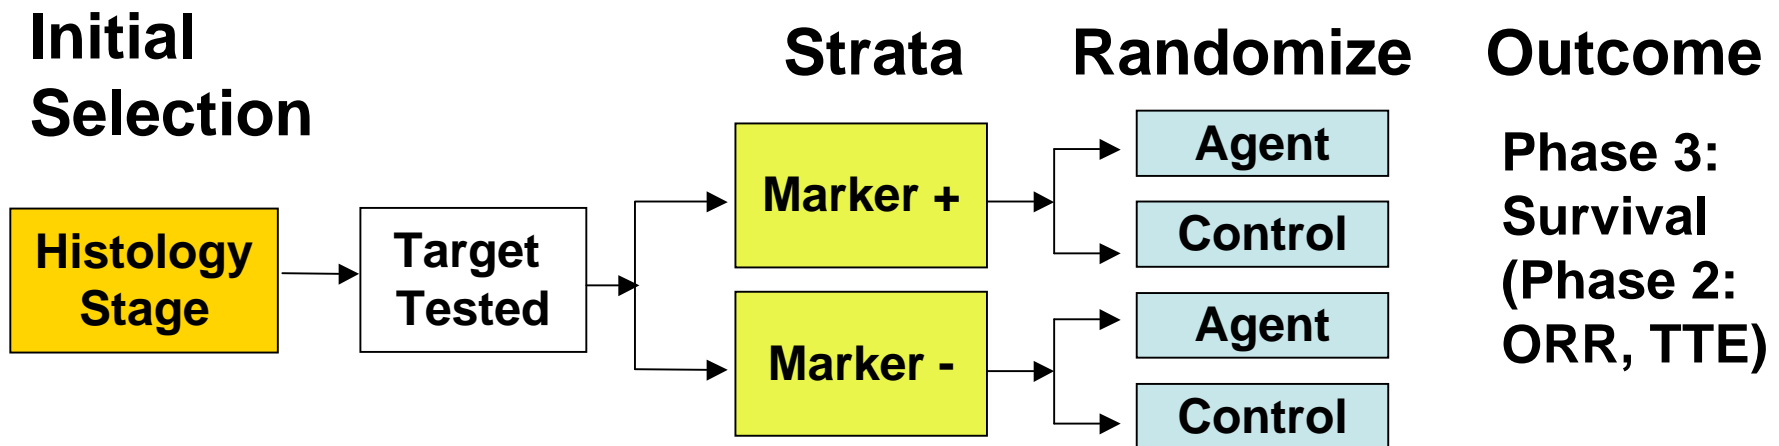 Initial
Selection
Strata
Randomize
Outcome
Histology
Stage
Target
Tested
Marker +
Marker -
Agent
Control
Agent
Control
Phase 3:
Survival
(Phase 2:
ORR, TTE)